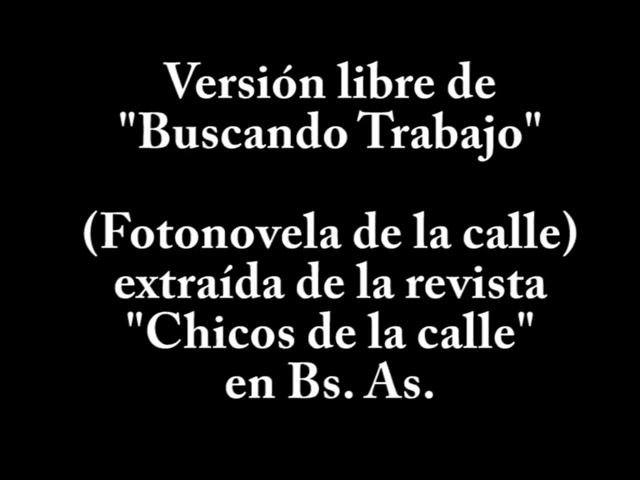 Versión libre de
"Buscando Trabajo"
(Fotonovela de la calle)
extraída de la revista
"Chicos de la calle"
en Bs. As.